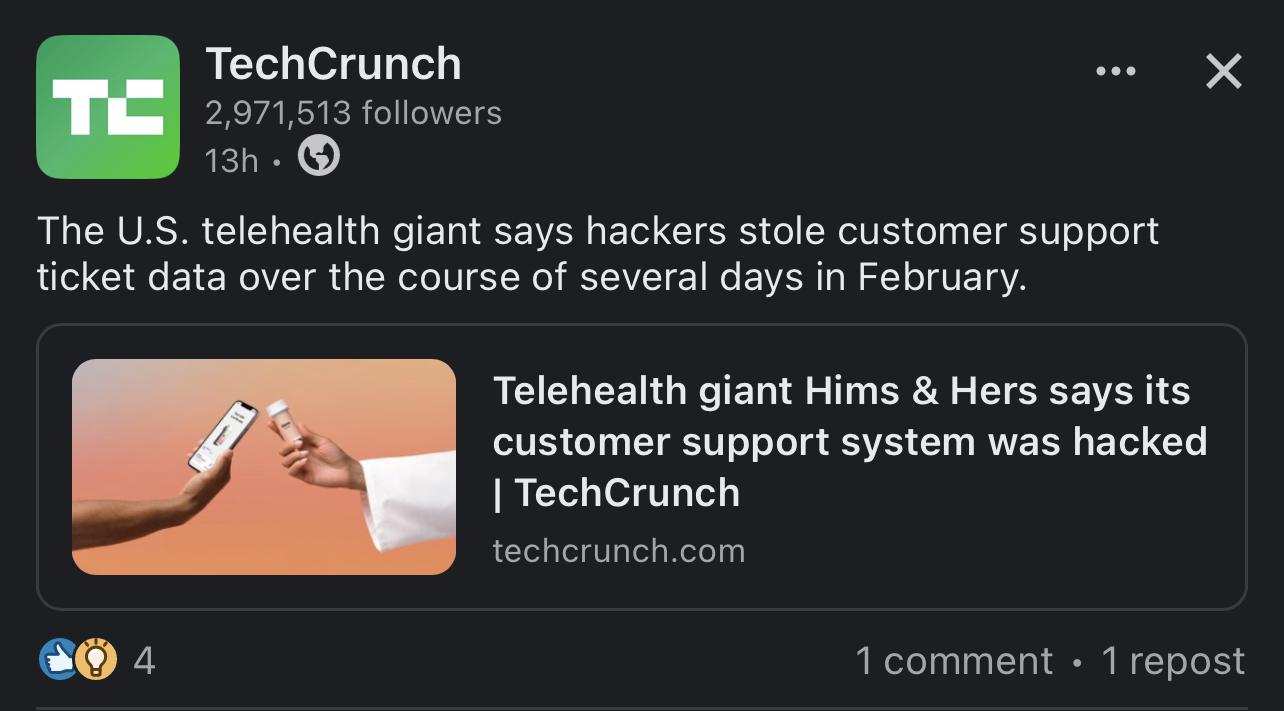 TC
TechCrunch
2,971,513 followers
13h •
The U.S. telehealth giant says hackers stole customer support
ticket data over the course of several days in February.
Telehealth giant Hims & Hers says its
customer support system was hacked
| TechCrunch
techcrunch.com
4
1 comment • 1 repost